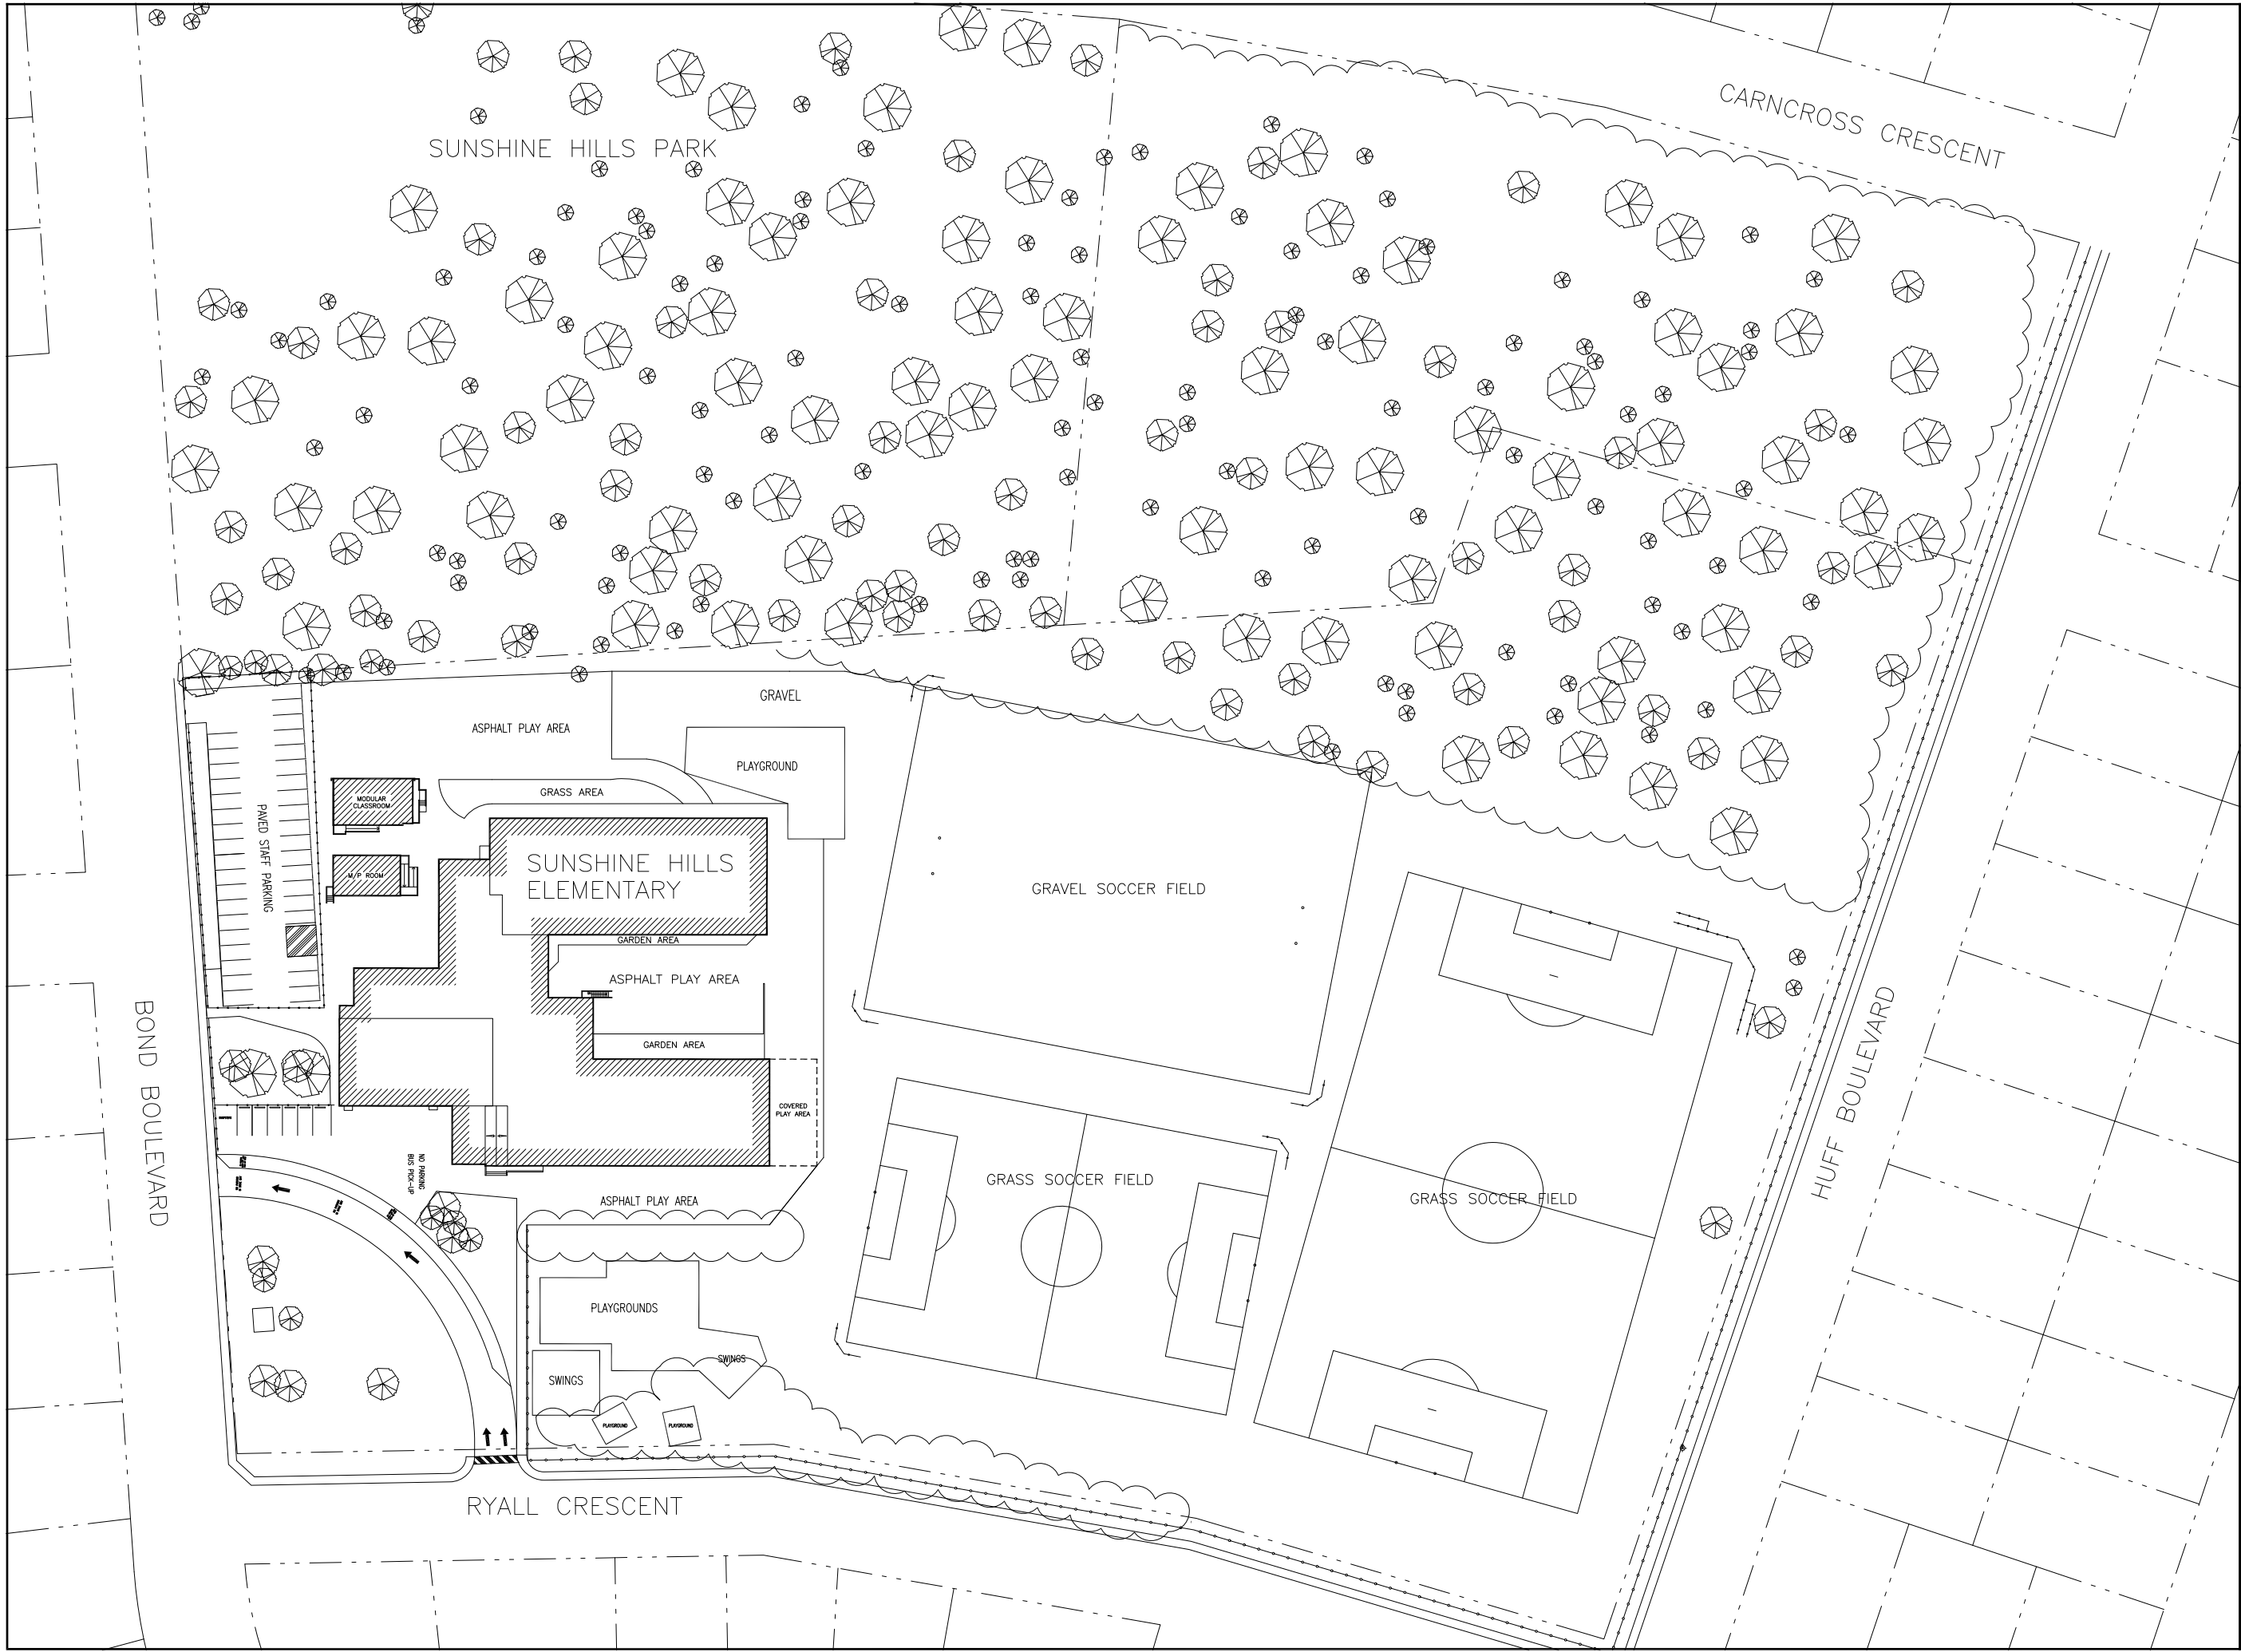 CARNCROSS CRESCENT
SUNSHINE HILLS PARK
GRAVEL
ASPHALT PLAY AREA
PLAYGROUND
GRASS AREA
MODULAR
CLASSROOM
PAVED STAFF PARKING
SUNSHINE HILLS
ELEMENTARY
M/P ROOM
GRAVEL SOCCER FIELD
GARDEN AREA
ASPHALT PLAY AREA
GARDEN AREA
BOND BOULEVARD
HUFF BOULEVARD
COVERED
PLAY AREA
NO PARKING
BUS PICK-UP
GRASS SOCCER FIELD
GRASS SOCCER FIELD
ASPHALT PLAY AREA
PLAYGROUNDS
SWINGS
SWINGS
PLAYGROUND
PLAYGROUND
RYALL CRESCENT